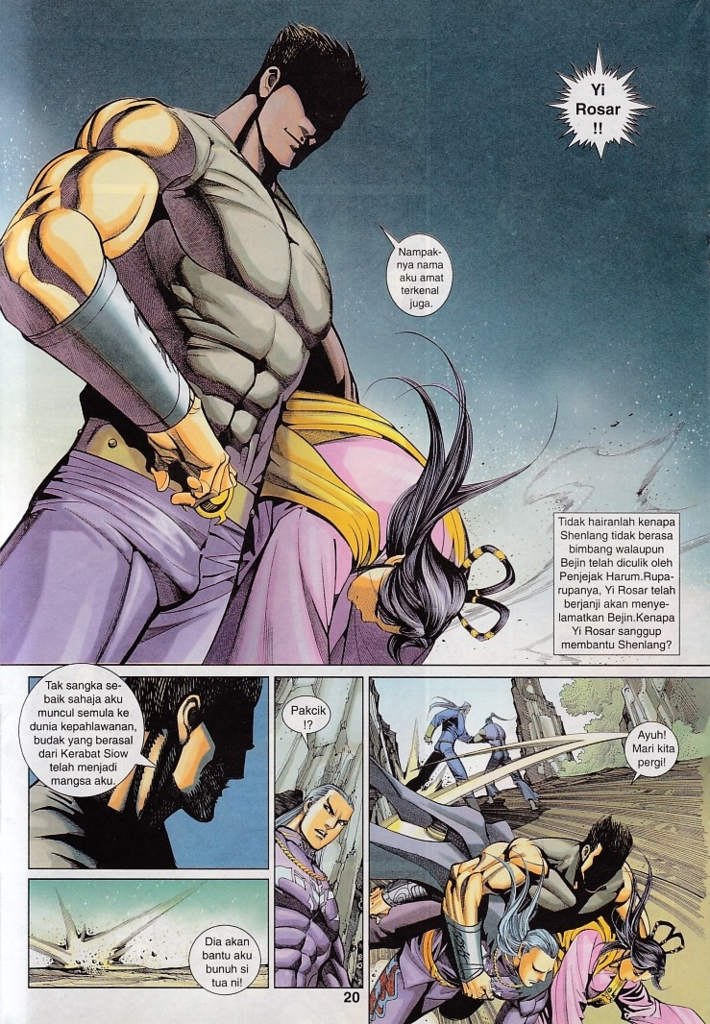 Yi
Rosar
!!
Nampak-
nya nama
aku amat
terkenal
juga.
Tidak hairanlah kenapa
Shenlang tidak berasa
bimbang walaupun
Bejin telah diculik oleh
Penjejak Harum.Rupa-
rupanya, Yi Rosar telah
berjanji akan menye-
lamatkan Bejin.Kenapa
Yi Rosar sanggup
membantu Shenlang?
Tak sangka se-
baik sahaja aku
muncul semula ke
dunia kepahlawanan,
budak yang berasal
dari Kerabat Siow
telah menjadi
mangsa aku.
Dia akan
bantu aku
bunuh si
tua ni!
Pakcik
!?
Ayuh!
Mari kita
pergi!
20